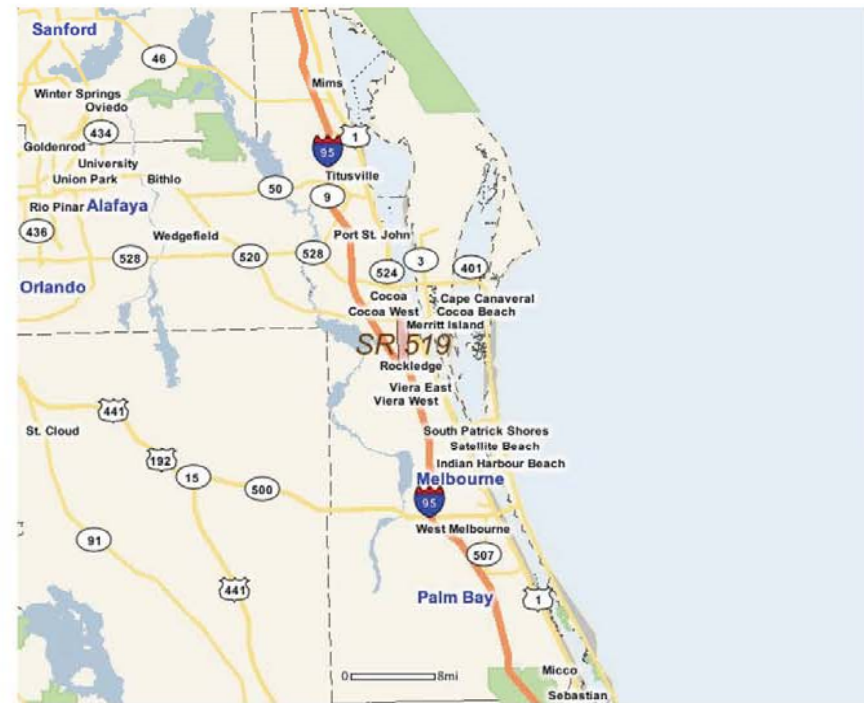 Sanford
46
Mims
Winter Springs
Oviedo
434
1
95
Goldenrod
University
Titusville
Union Park
Bithlo
50
9
Rio Pinar
Alafaya
436
Wedgefield
Port St. John
528
520
528
524
3
401
Orlando
Cocoa
Cape Canaveral
Cocoa West
Cocoa Beach
Merritt Island
SR 519
Rockledge
Viera East
Viera West
441
St. Cloud
South Patrick Shores
Satellite Beach
192
Indian Harbour Beach
15
Melbourne
500
95
West Melbourne
91
507
441
Palm Bay
1
Micco
0 8mi
Sebastian